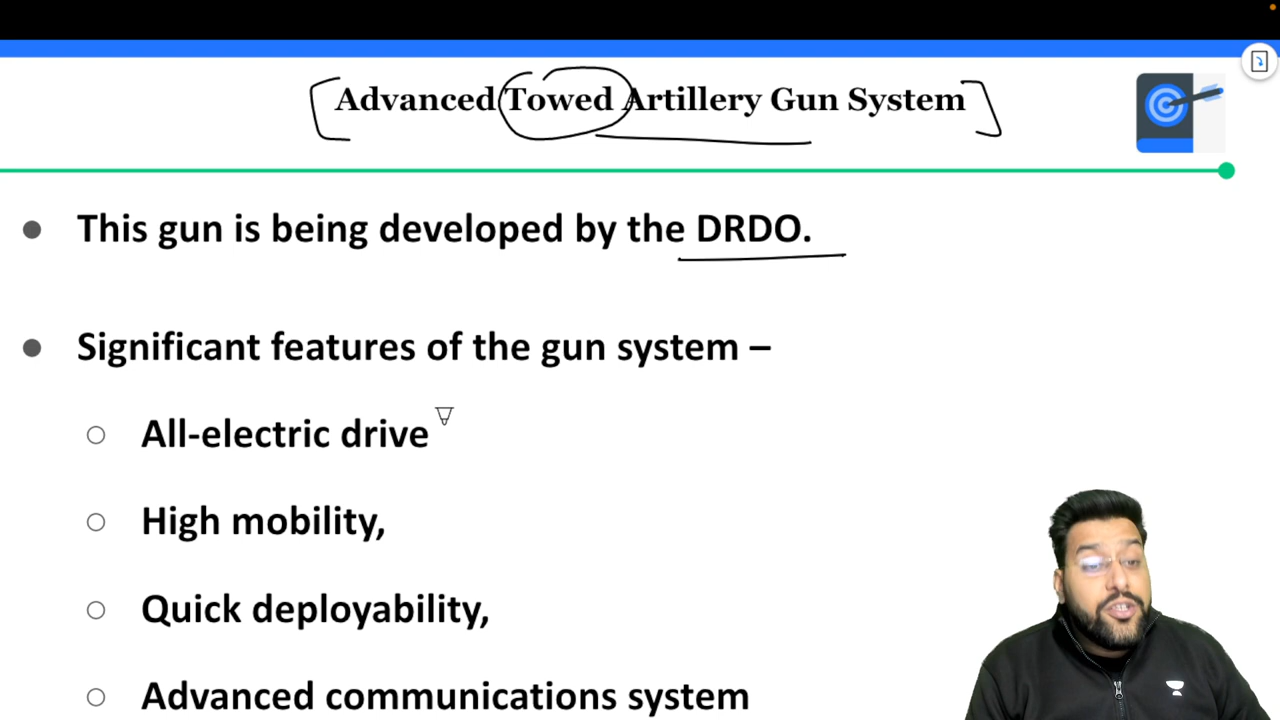 Advanced Towed Artillery Gun System
This gun is being developed by the DRDO.
Significant features of the gun system –
All-electric drive
High mobility,
Quick deployability,
Advanced communications system